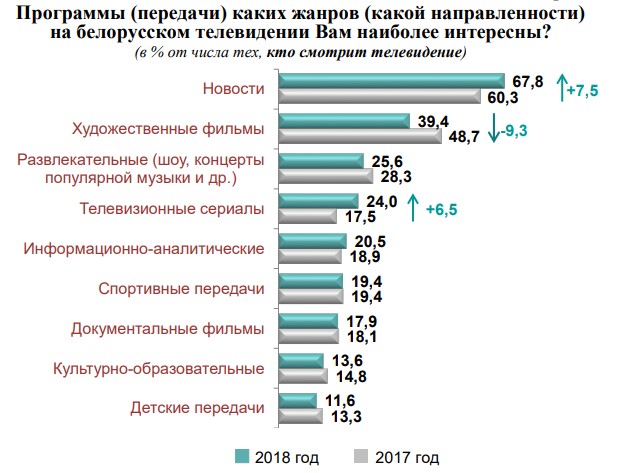 Программы (передачи) каких жанров (какой направленности)
на белорусском телевидении Вам наиболее интересны?
(в % от числа тех, кто смотрит телевидение)
Новости
67,8
60,3
+7,5
Художественные фильмы
39,4
48,7
-9,3
Развлекательные (шоу, концерты
популярной музыки и др.)
25,6
28,3
Телевизионные сериалы
24,0
17,5
+6,5
Информационно-аналитические
20,5
18,9
Спортивные передачи
19,4
19,4
Документальные фильмы
17,9
18,1
Культурно-образовательные
13,6
14,8
Детские передачи
11,6
13,3
2018 год
2017 год